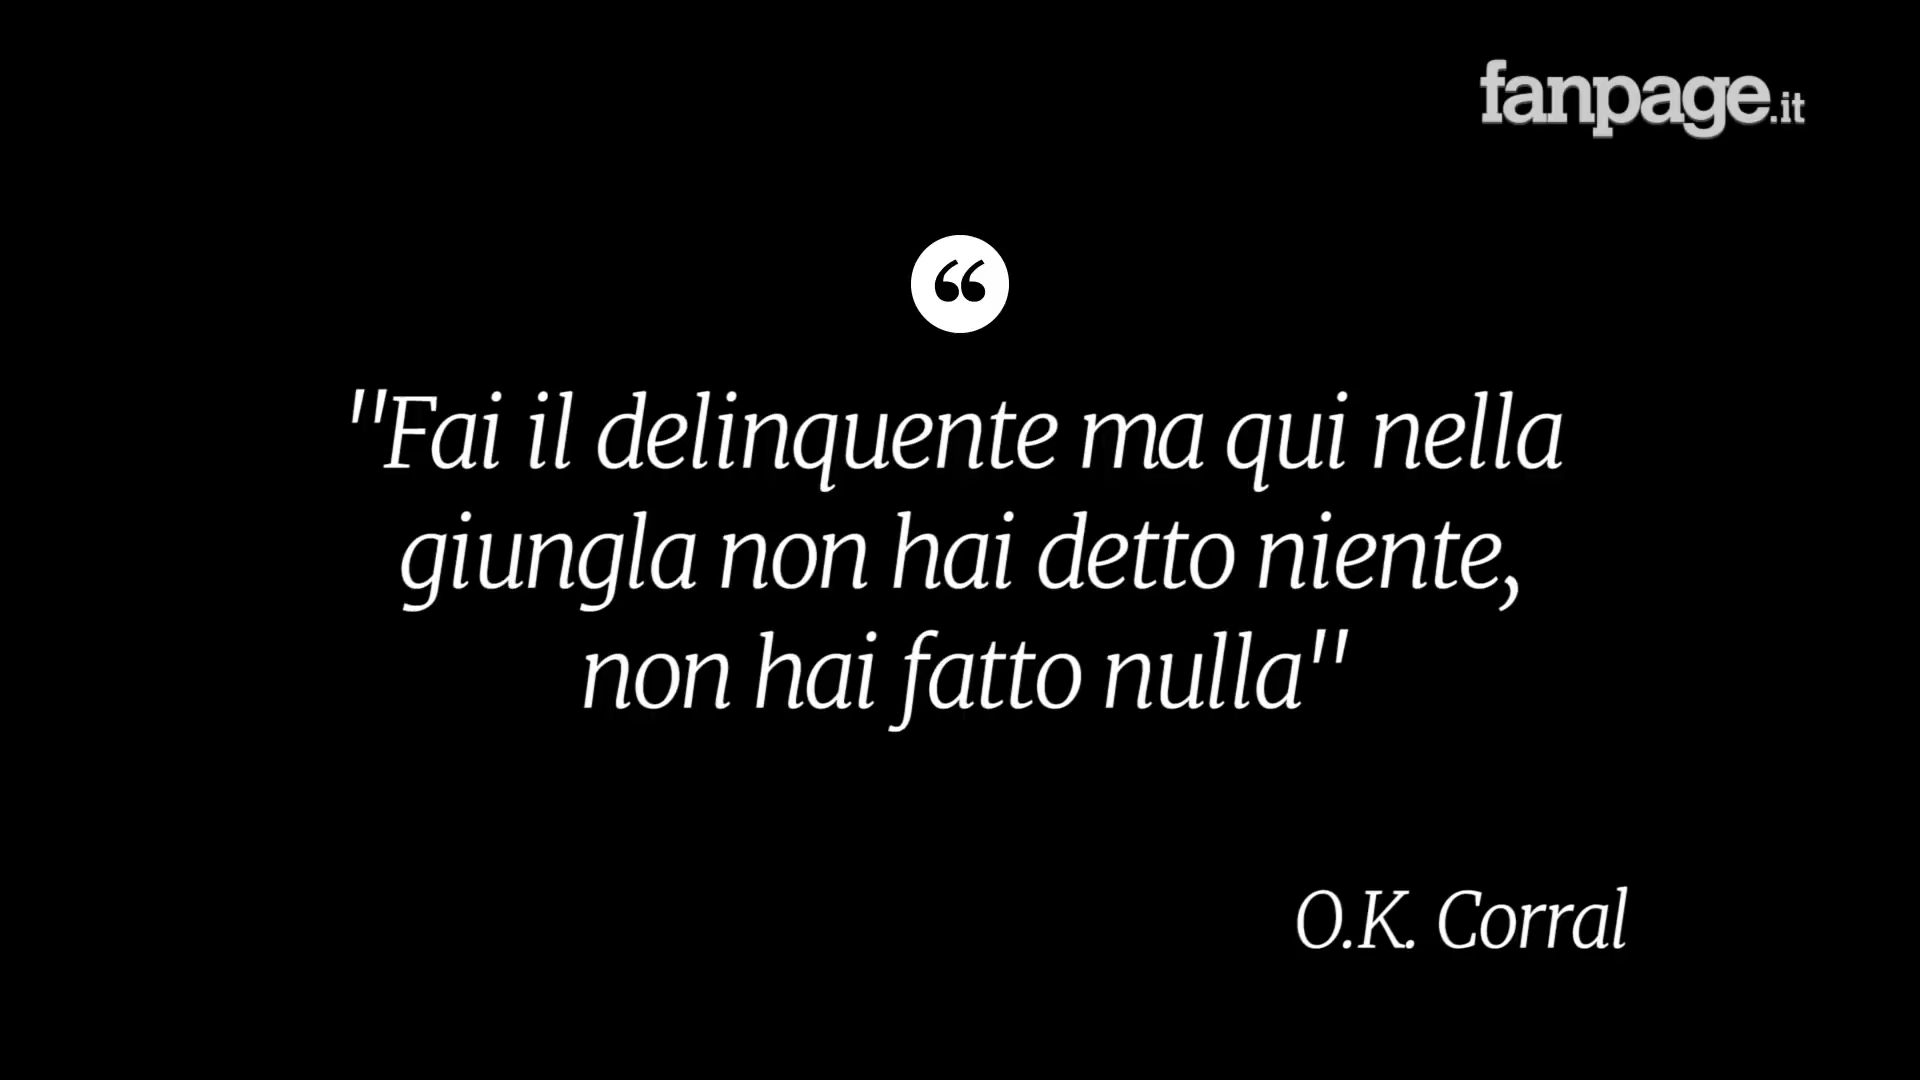 fanpage.it
“
"Fai il delinquente ma qui nella
giungla non hai detto niente,
non hai fatto nulla"
O.K. Corral